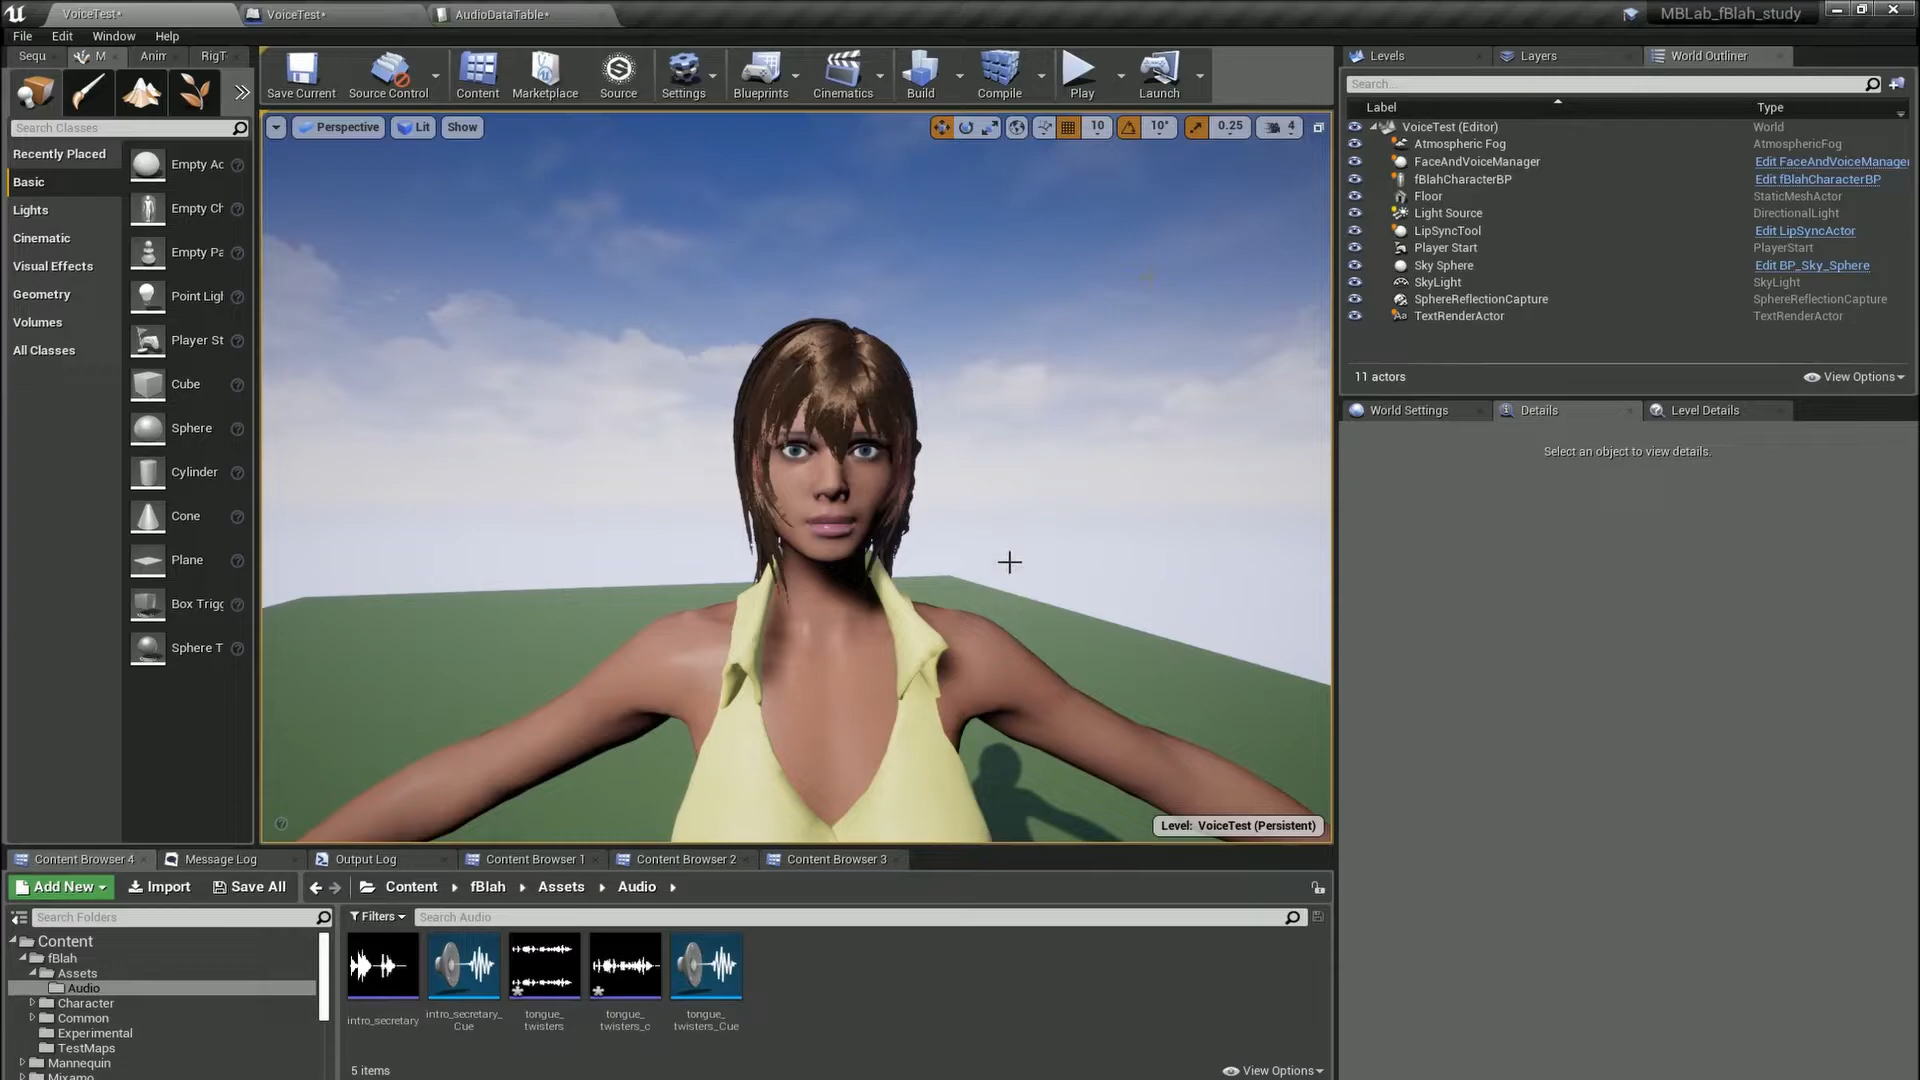 VoiceTest*
VoiceTest*
AudioDataTable*
MBLab_fBlah_study
File
Edit
Window
Help
Sequ
M
Anim
RigT
Save Current
Source Control
Content
Marketplace
Source
Settings
Blueprints
Cinematics
Build
Compile
Play
Launch
Levels
Layers
World Outliner
Search...
Label
Type
Search Classes
Perspective
Lit
Show
10
10°
0.25
4
VoiceTest (Editor)
World
Atmospheric Fog
AtmosphericFog
FaceAndVoiceManager
Edit FaceAndVoiceManager
fBlahCharacterBP
Edit fBlahCharacterBP
Floor
StaticMeshActor
Light Source
DirectionalLight
LipSyncTool
Edit LipSyncActor
Player Start
PlayerStart
Sky Sphere
Edit BP_Sky_Sphere
SkyLight
SkyLight
SphereReflectionCapture
SphereReflectionCapture
TextRenderActor
TextRenderActor
11 actors
View Options
Recently Placed
Basic
Lights
Cinematic
Visual Effects
Geometry
Volumes
All Classes
Empty Ac
Empty Ch
Empty Pa
Point Ligh
Player St
Cube
Sphere
Cylinder
Cone
Plane
Box Trigg
Sphere T
World Settings
Details
Level Details
Select an object to view details.
Level: VoiceTest (Persistent)
Content Browser 4
Message Log
Output Log
Content Browser 1
Content Browser 2
Content Browser 3
Add New
Import
Save All
Content
fBlah
Assets
Audio
Search Folders
Filters
Search Audio
Content
fBlah
Assets
Audio
Character
Common
Experimental
TestMaps
Mannequin
Mixamo
intro_secretary
intro_secretary_
Cue
tongue_
twisters
tongue_
twisters_c
tongue_
twisters_Cue
5 items
View Options